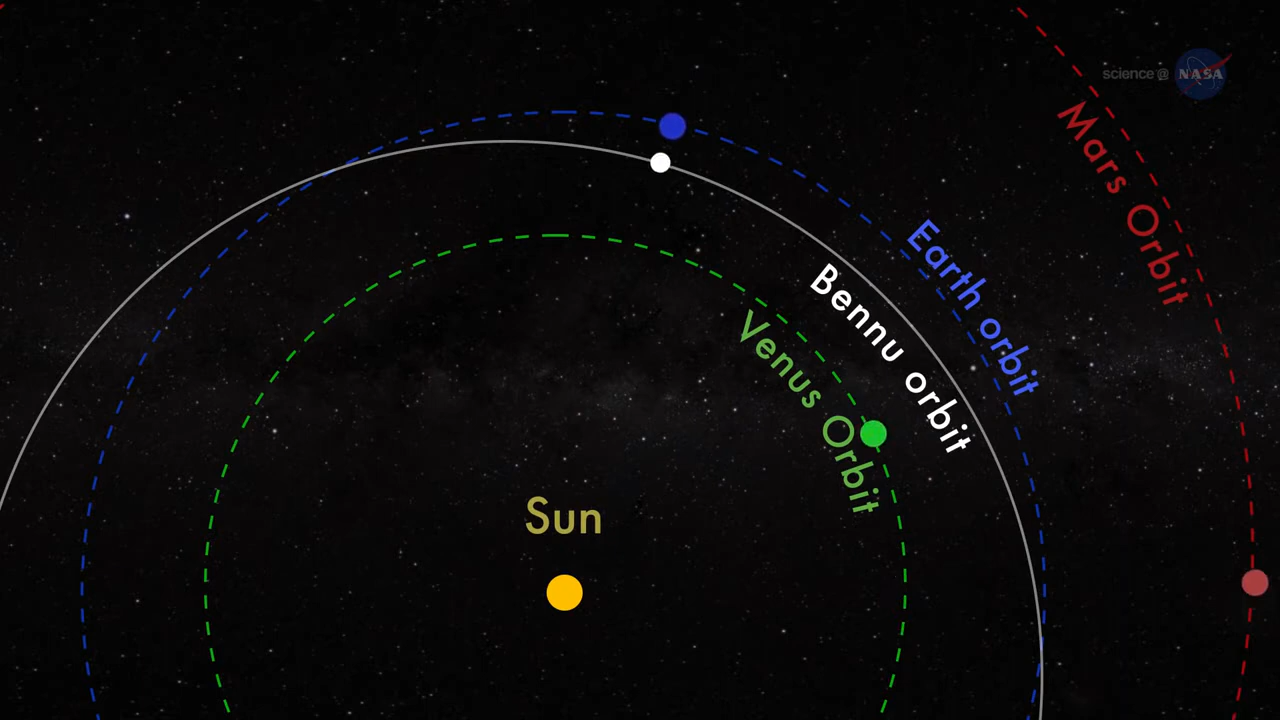 science@ NASA
Mars Orbit
Earth orbit
Bennu orbit
Venus Orbit
Sun